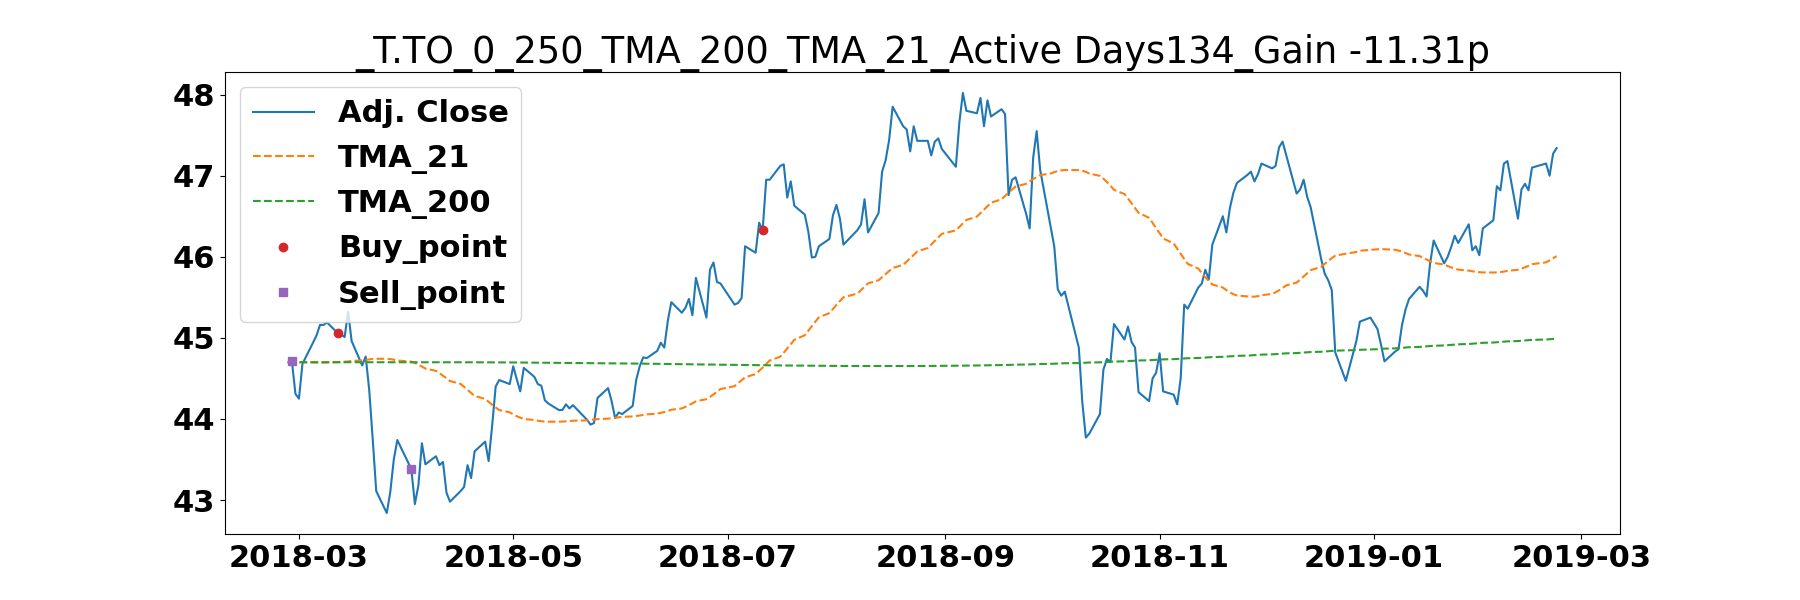 _T.TO_0_250_TMA_200_TMA_21_Active Days134_Gain -11.31p
48
47
46
45
44
43
Adj. Close
TMA_21
TMA_200
Buy_point
Sell_point
2018-03 2018-05 2018-07 2018-09 2018-11 2019-01 2019-03